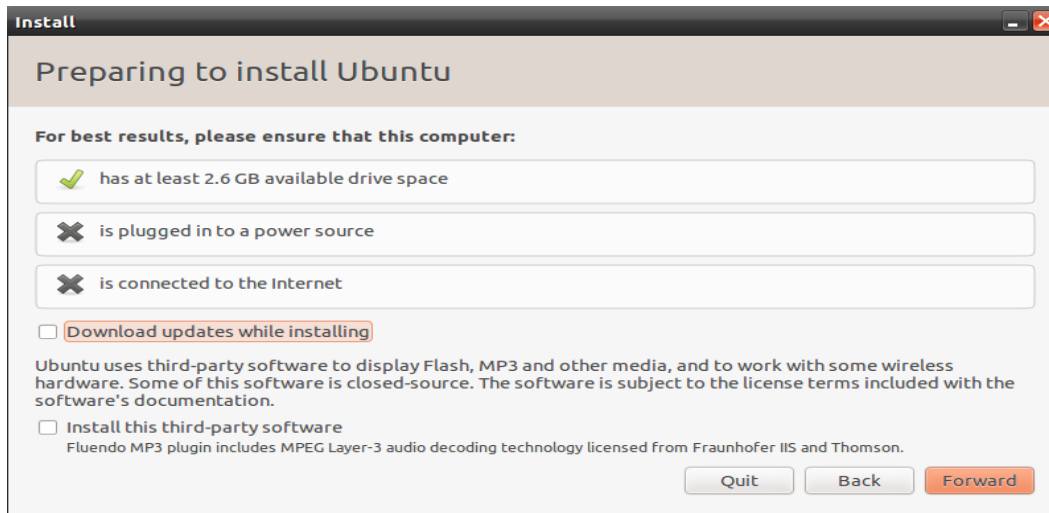 Install
Preparing to install Ubuntu
For best results, please ensure that this computer:
has at least 2.6 GB available drive space
is plugged in to a power source
is connected to the Internet
Download updates while installing
Ubuntu uses third-party software to display Flash, MP3 and other media, and to work with some wireless
hardware. Some of this software is closed-source. The software is subject to the license terms included with the
software's documentation.
Install this third-party software
Fluendo MP3 plugin includes MPEG Layer-3 audio decoding technology licensed from Fraunhofer IIS and Thomson.
Quit Back Forward